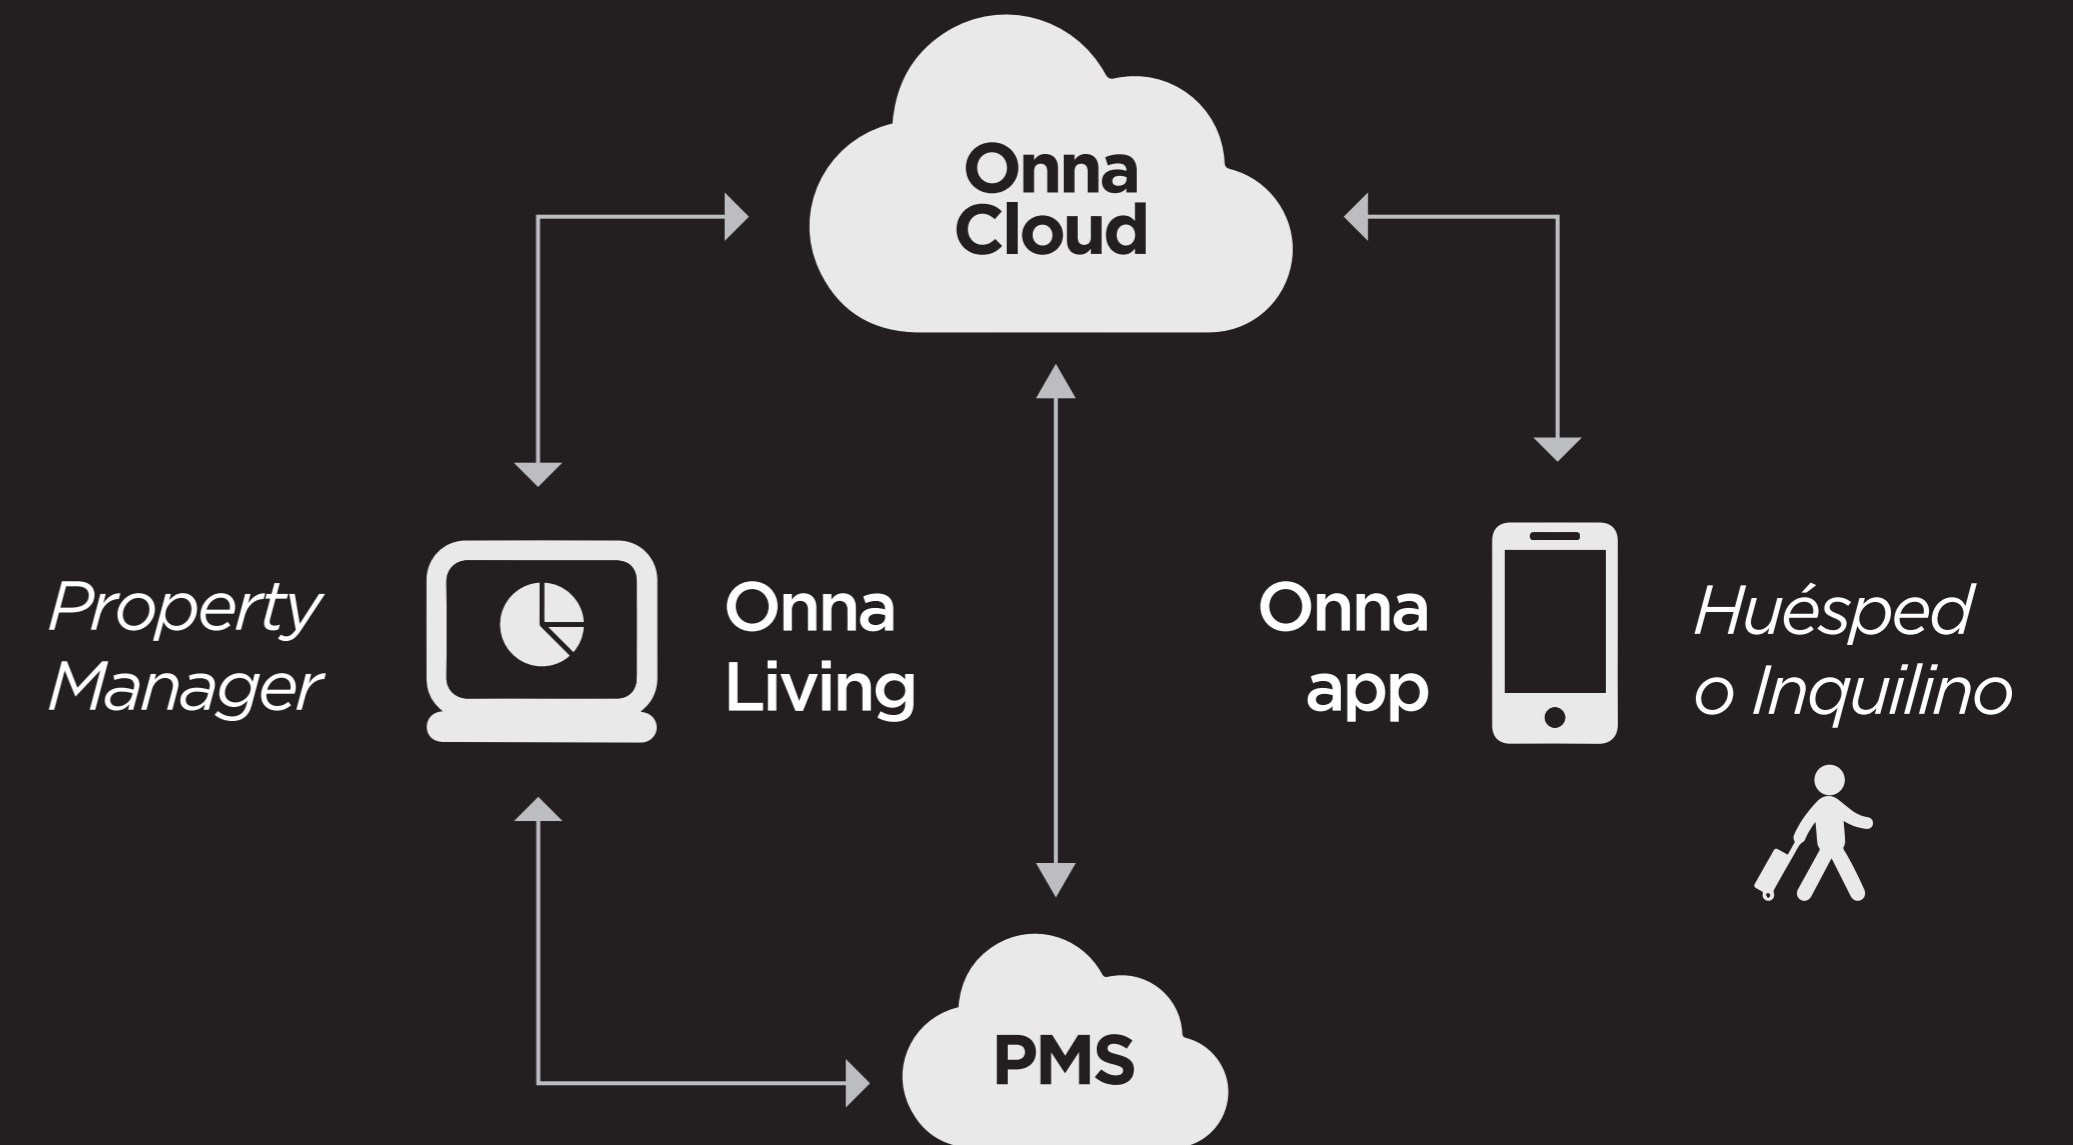 Onna
Cloud
Property
Manager
Onna
Living
Onna
app
Huésped
o Inquilino
PMS